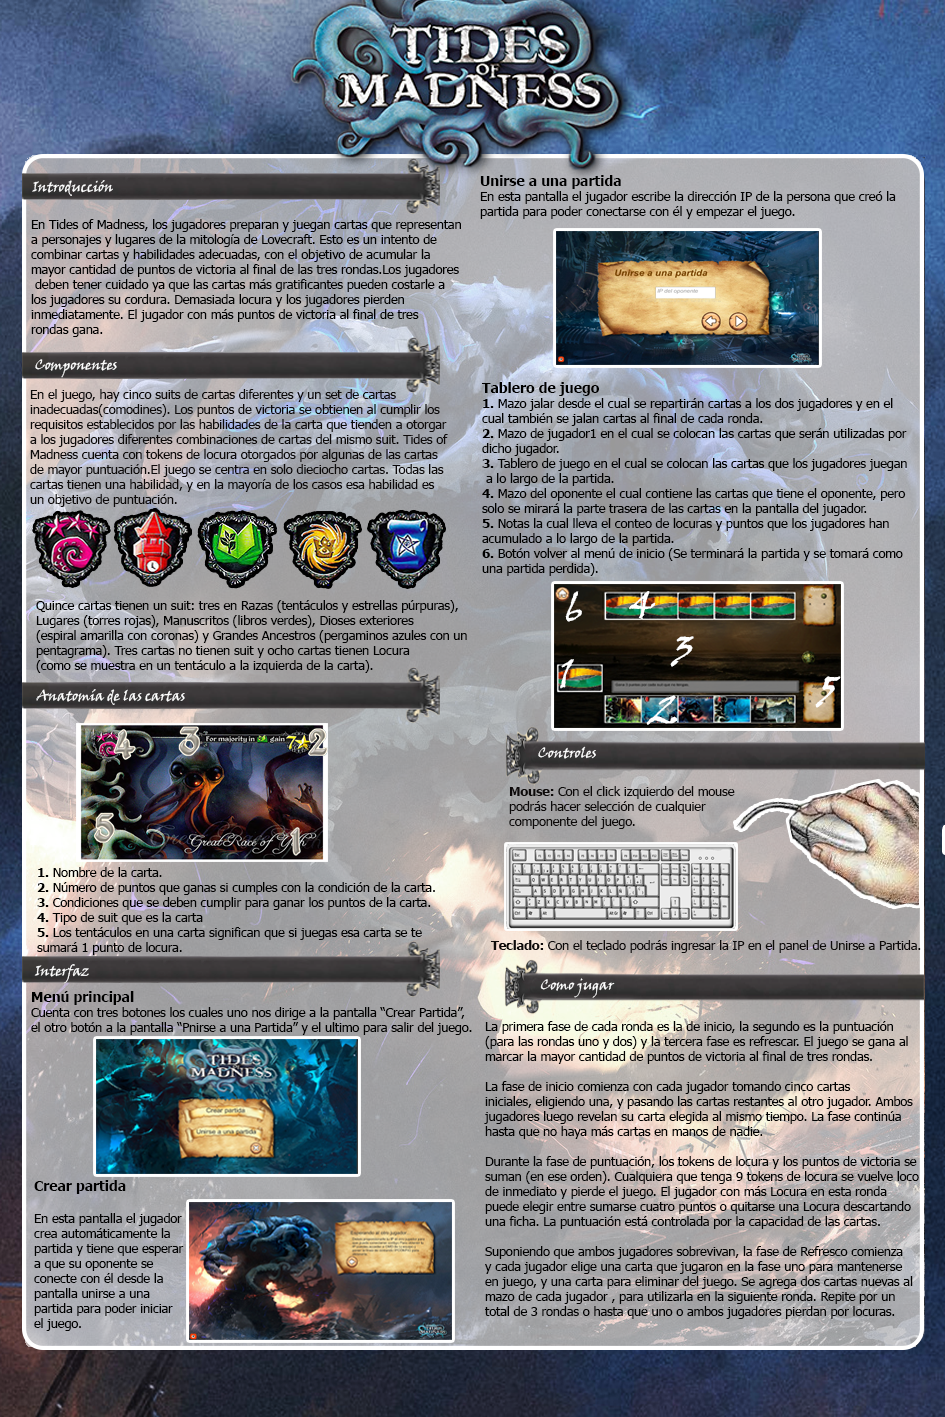 TIDES
OF
MADNESS
Introducción
En Tides of Madness, los jugadores preparan y juegan cartas que representan
a personajes y lugares de la mitología de Lovecraft. Esto es un intento de
combinar cartas y habilidades adecuadas, con el objetivo de acumular la
mayor cantidad de puntos de victoria al final de las tres rondas.Los jugadores
deben tener cuidado ya que las cartas más gratificantes pueden costarle a
los jugadores su cordura. Demasiada locura y los jugadores pierden
inmediatamente. El jugador con más puntos de victoria al final de tres
rondas gana.
Componentes
En el juego, hay cinco suits de cartas diferentes y un set de cartas
inadecuadas(comodines). Los puntos de victoria se obtienen al cumplir los
requisitos establecidos por las habilidades de la carta que tienden a otorgar
a los jugadores diferentes combinaciones de cartas del mismo suit. Tides of
Madness cuenta con tokens de locura otorgados por algunas de las cartas
de mayor puntuación.El juego se centra en solo dieciocho cartas. Todas las
cartas tienen una habilidad, y en la mayoría de los casos esa habilidad es
un objetivo de puntuación.
Quince cartas tienen un suit: tres en Razas (tentáculos y estrellas púrpuras),
Lugares (torres rojas), Manuscritos (libros verdes), Dioses exteriores
(espiral amarilla con coronas) y Grandes Ancestros (pergaminos azules con un
pentagrama). Tres cartas no tienen suit y ocho cartas tienen Locura
(como se muestra en un tentáculo a la izquierda de la carta).
Anatomía de las cartas
4 3 For majority in gain 7 2
5 Great Race of Yith 1
1. Nombre de la carta.
2. Número de puntos que ganas si cumples con la condición de la carta.
3. Condiciones que se deben cumplir para ganar los puntos de la carta.
4. Tipo de suit que es la carta
5. Los tentáculos en una carta significan que si juegas esa carta se te
sumará 1 punto de locura.
Interfaz
Menú principal
Cuenta con tres botones los cuales uno nos dirige a la pantalla “Crear Partida”,
el otro botón a la pantalla “Pnirse a una Partida” y el ultimo para salir del juego.
TIDES
OF
MADNESS
Crear partida
Unirse a una partida
Crear partida
En esta pantalla el jugador
crea automáticamente la
partida y tiene que esperar
a que su oponente se
conecte con él desde la
pantalla unirse a una
partida para poder iniciar
el juego.
Esperando al otro jugador
Unirse a una partida
En esta pantalla el jugador escribe la dirección IP de la persona que creó la
partida para poder conectarse con él y empezar el juego.
Unirse a una partida
IP del oponente
Tablero de juego
1. Mazo jalar desde el cual se repartirán cartas a los dos jugadores y en el
cual también se jalan cartas al final de cada ronda.
2. Mazo de jugador1 en el cual se colocan las cartas que serán utilizadas por
dicho jugador.
3. Tablero de juego en el cual se colocan las cartas que los jugadores juegan
a lo largo de la partida.
4. Mazo del oponente el cual contiene las cartas que tiene el oponente, pero
solo se mirará la parte trasera de las cartas en la pantalla del jugador.
5. Notas la cual lleva el conteo de locuras y puntos que los jugadores han
acumulado a lo largo de la partida.
6. Botón volver al menú de inicio (Se terminará la partida y se tomará como
una partida perdida).
6 4
3
1
5
2
Controles
Mouse: Con el click izquierdo del mouse
podrás hacer selección de cualquier
componente del juego.
Teclado: Con el teclado podrás ingresar la IP en el panel de Unirse a Partida.
Como jugar
La primera fase de cada ronda es la de inicio, la segundo es la puntuación
(para las rondas uno y dos) y la tercera fase es refrescar. El juego se gana al
marcar la mayor cantidad de puntos de victoria al final de tres rondas.
La fase de inicio comienza con cada jugador tomando cinco cartas
iniciales, eligiendo una, y pasando las cartas restantes al otro jugador. Ambos
jugadores luego revelan su carta elegida al mismo tiempo. La fase continúa
hasta que no haya más cartas en manos de nadie.
Durante la fase de puntuación, los tokens de locura y los puntos de victoria se
suman (en ese orden). Cualquiera que tenga 9 tokens de locura se vuelve loco
de inmediato y pierde el juego. El jugador con más Locura en esta ronda
puede elegir entre sumarse cuatro puntos o quitarse una Locura descartando
una ficha. La puntuación está controlada por la capacidad de las cartas.
Suponiendo que ambos jugadores sobrevivan, la fase de Refresco comienza
y cada jugador elige una carta que jugaron en la fase uno para mantenerse
en juego, y una carta para eliminar del juego. Se agrega dos cartas nuevas al
mazo de cada jugador , para utilizarla en la siguiente ronda. Repite por un
total de 3 rondas o hasta que uno o ambos jugadores pierdan por locuras.